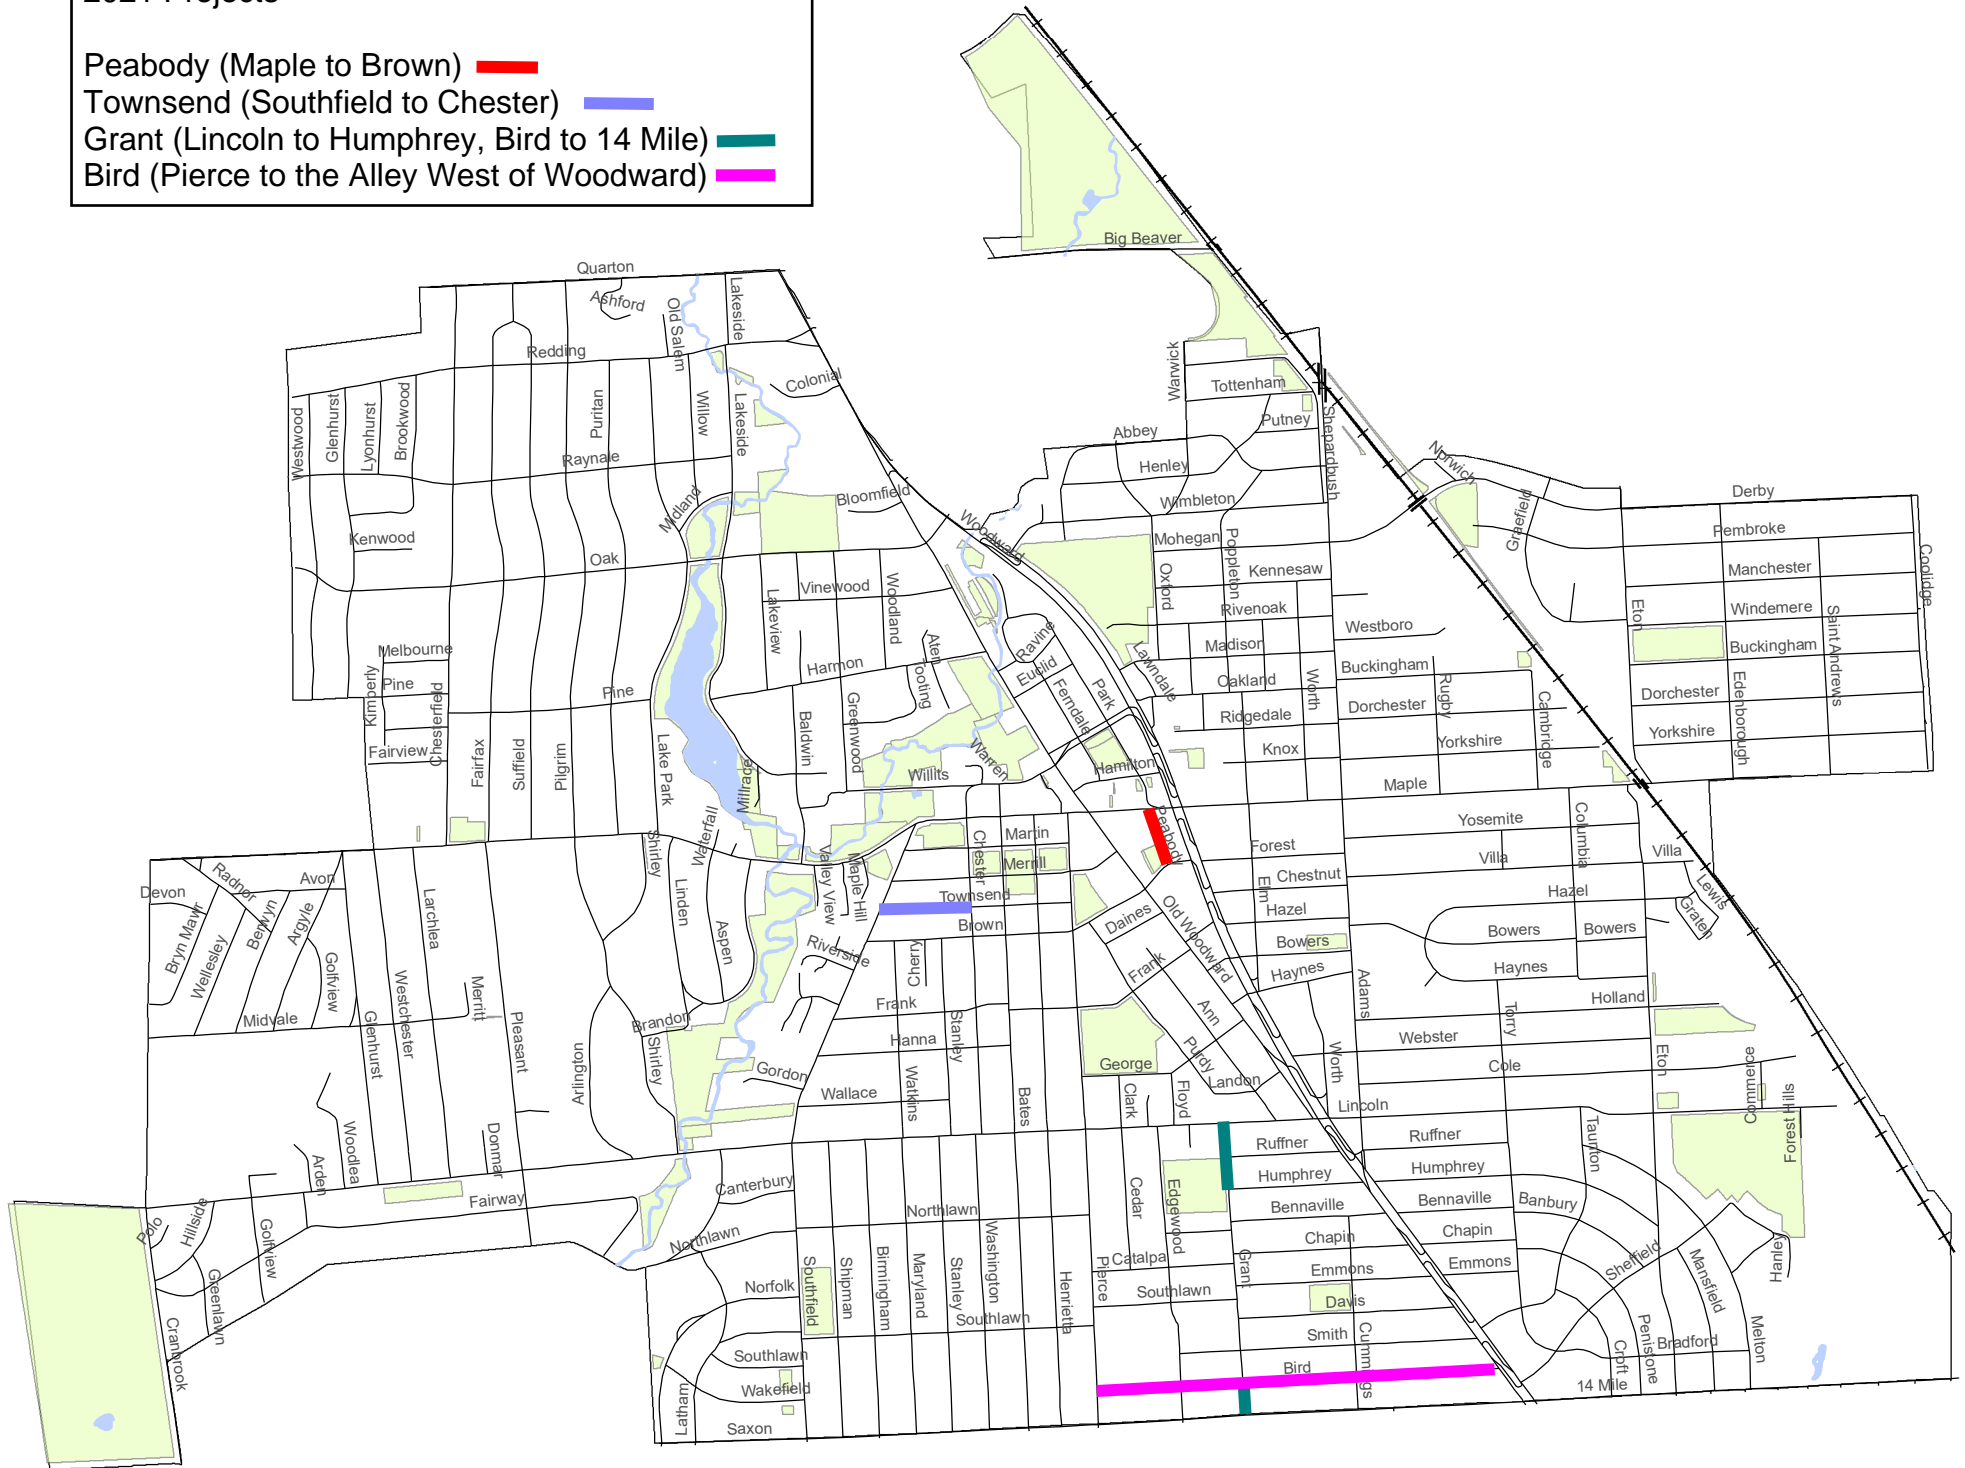 2021 Projects
Peabody (Maple to Brown)
Townsend (Southfield to Chester)
Grant (Lincoln to Humphrey, Bird to 14 Mile)
Bird (Pierce to the Alley West of Woodward)
Big Beaver
Quarton
Ashford
Old Salem
Lakeside
Redding
Colonial
Warwick
Tottenham
Putney
Shepardbush
Westwood
Glenhurst
Lyonhurst
Brookwood
Puritan
Willow
Lakeside
Abbey
Henley
Wimbleton
Norwich
Raynale
Midland
Bloomfield
Woodward
Graefield
Derby
Pembroke
Coolidge
Kenwood
Oak
Mohegan
Poppleton
Kennesaw
Manchester
Vinewood
Woodland
Lakeview
Oxford
Rivenoak
Eton
Windemere
Saint Andrews
Melbourne
Kimberly
Pine
Chesterfield
Pine
Harmon
Aten
Tooting
Ravine
Euclid
Lawndale
Madison
Westboro
Buckingham
Buckingham
Oakland
Worth
Rugby
Cambridge
Dorchester
Edenborough
Ferndale
Park
Ridgedale
Dorchester
Yorkshire
Fairview
Fairfax
Suffield
Pilgrim
Lake Park
Baldwin
Greenwood
Warren
Knox
Yorkshire
Willits
Hamilton
Millrace
Maple
Waterfall
Shirley
Valley View
Maple Hill
Chester
Martin
Merrill
Peabody
Forest
Yosemite
Columbia
Villa
Villa
Devon
Radnor
Avon
Townsend
Elm
Chestnut
Hazel
Lewis
Bryn Mawr
Wellesley
Berwyn
Argyle
Larchlea
Linden
Aspen
Riverside
Brown
Daines
Old Woodward
Hazel
Bowers
Bowers
Bowers
Graten
Golfview
Cherry
Frank
Haynes
Haynes
Westchester
Merritt
Frank
Stanley
Ann
Adams
Torry
Holland
Midvale
Glenhurst
Pleasant
Brandon
Shirley
Arlington
Hanna
George
Purdy
Webster
Cole
Eton
Commerce
Forest Hills
Gordon
Wallace
Watkins
Bates
Clark
Floyd
Landon
Worth
Lincoln
Woodlea
Donmar
Arden
Ruffner
Ruffner
Taunton
Humphrey
Humphrey
Polo
Hillside
Golfview
Fairway
Canterbury
Northlawn
Northlawn
Cedar
Edgewood
Bennaville
Bennaville
Banbury
Chapin
Chapin
Greenlawn
Cranbrook
Norfolk
Southfield
Shipman
Birmingham
Maryland
Stanley
Washington
Henrietta
Pierce
Catalpa
Grant
Emmons
Emmons
Sheffield
Mansfield
Hanley
Southlawn
Southlawn
Davis
Smith
Penistone
Bradford
Melton
Croft
Southlawn
Wakefield
Latham
Saxon
Bird
14 Mile